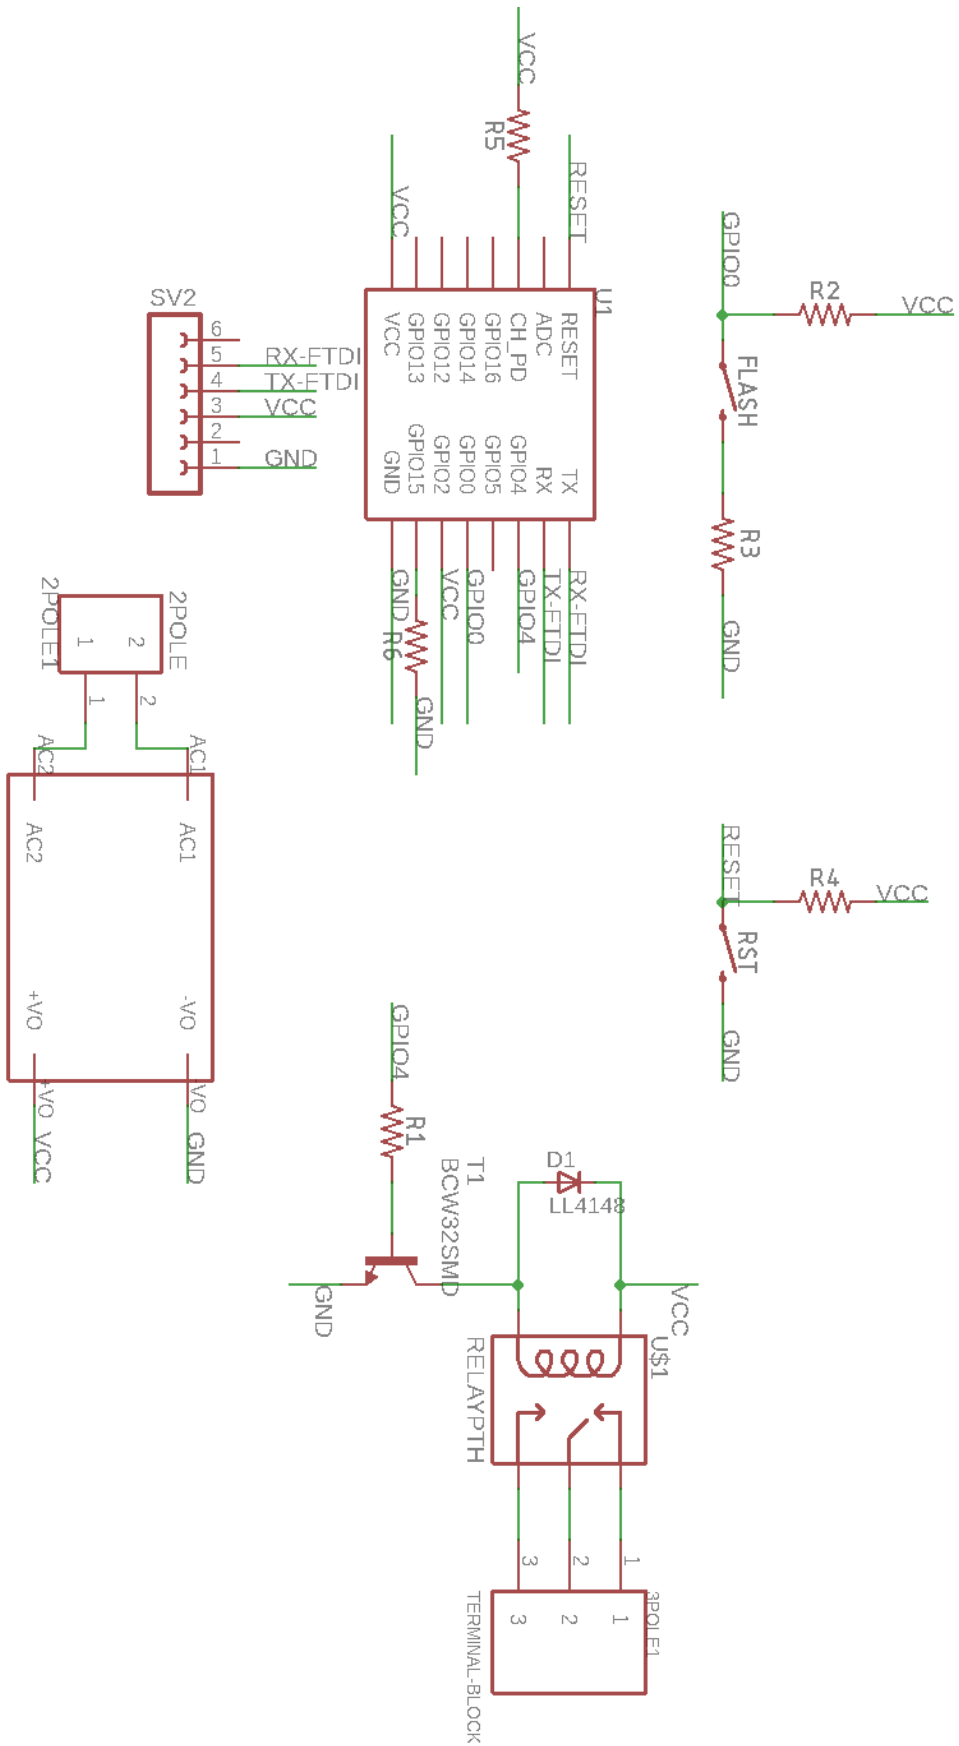 VCC
R5
VCC
RESET
U1
VCC
GPIO13
GPIO12
GPIO14
GPIO16
CH_PD
ADC
RESET
GND
GPIO15
GPIO2
GPIO0
GPIO5
GPIO4
RX
TX
GND
R6
GND
VCC
GPIO0
GPIO4
TX-FTDI
RX-FTDI
GPIO0
R2
VCC
FLASH
R3
GND
SV2
6
5
RX-FTDI
4
TX-FTDI
3
VCC
2
1
GND
2POLE1
2POLE
1
2
1
2
AC2
AC1
AC2
AC1
+VO
-VO
+VO
VO
VCC
GND
RESET
R4
VCC
RST
GND
GPIO4
R1
T1
BCW32SMD
GND
D1
LL4148
VCC
U$1
RELAYPTH
3
2
1
3
2
1
3POLE1
TERMINAL-BLOCK